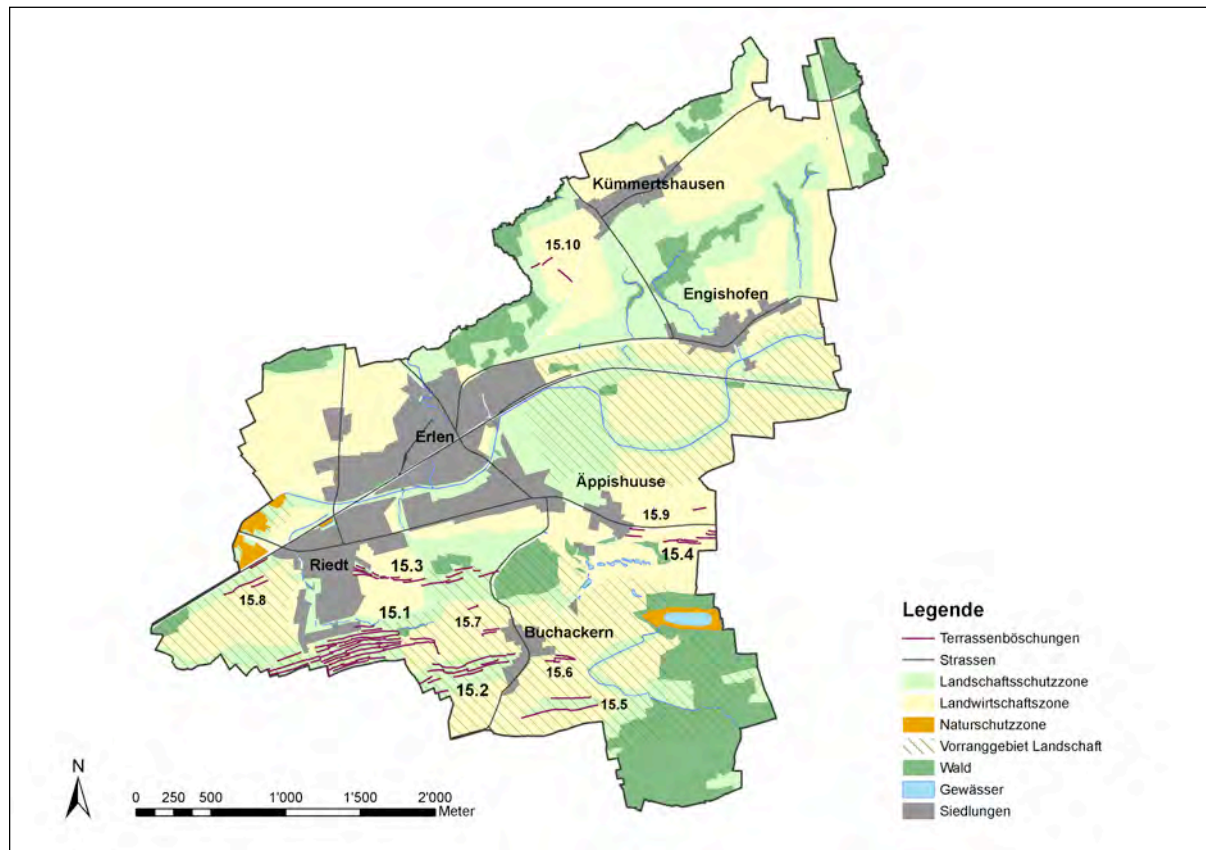 Kümmertshausen
15.10
Engishofen
Erlen
Äppishuuse
15.9
15.4
Riedt
15.3
15.8
15.1
15.7
Buchackern
15.6
15.2
15.5
Legende
Terrassenböschungen
Strassen
Landschaftsschutzzone
Landwirtschaftszone
Naturschutzzone
Vorranggebiet Landschaft
Wald
Gewässer
Siedlungen
N
0 250 500 1'000 1'500 2'000
Meter